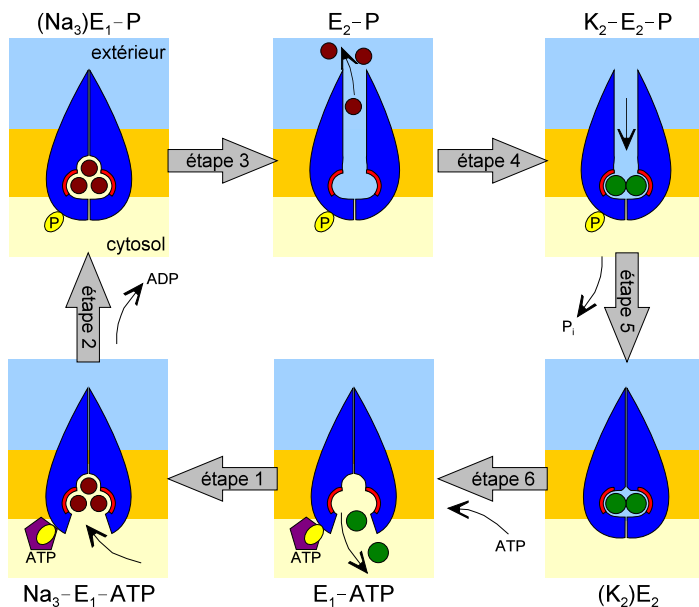 (Na₃)E₁-P
E₂-P
K₂-E₂-P
extérieur
étape 3
étape 4
P
P
P
cytosol
ADP
étape 2
Pᵢ
étape 5
étape 1
étape 6
ATP
ATP
ATP
Na₃-E₁-ATP
E₁-ATP
(K₂)E₂